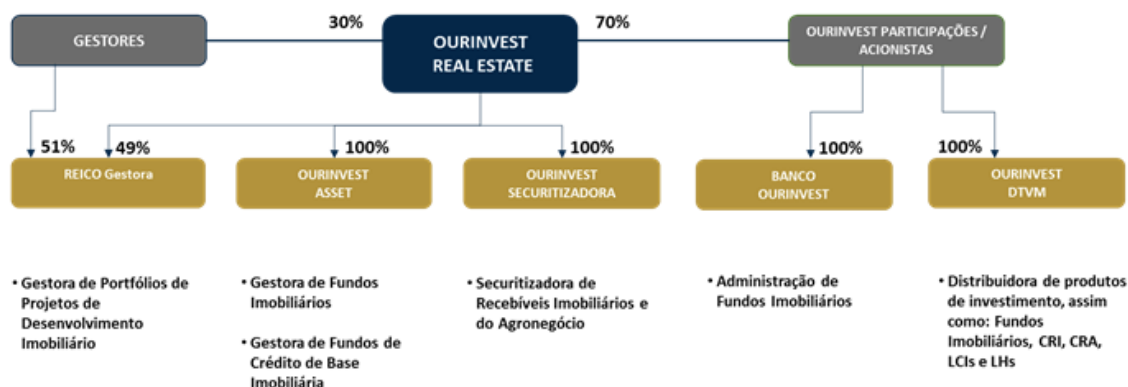 GESTORES
30%
OURINVEST
REAL ESTATE
70%
OURINVEST PARTICIPAÇÕES /
ACIONISTAS
51%
49%
100%
100%
100%
100%
REICO Gestora
OURINVEST
ASSET
OURINVEST
SECURITIZADORA
BANCO
OURINVEST
OURINVEST
DTVM
• Gestora de Portfólios de
Projetos de
Desenvolvimento
Imobiliário
• Gestora de Fundos
Imobiliários
• Gestora de Fundos de
Crédito de Base
Imobiliária
• Securitizadora de
Recebíveis Imobiliários e
do Agronegócio
• Administração de
Fundos Imobiliários
• Distribuidora de produtos
de investimento, assim
como: Fundos
Imobiliários, CRI, CRA,
LCIs e LHs